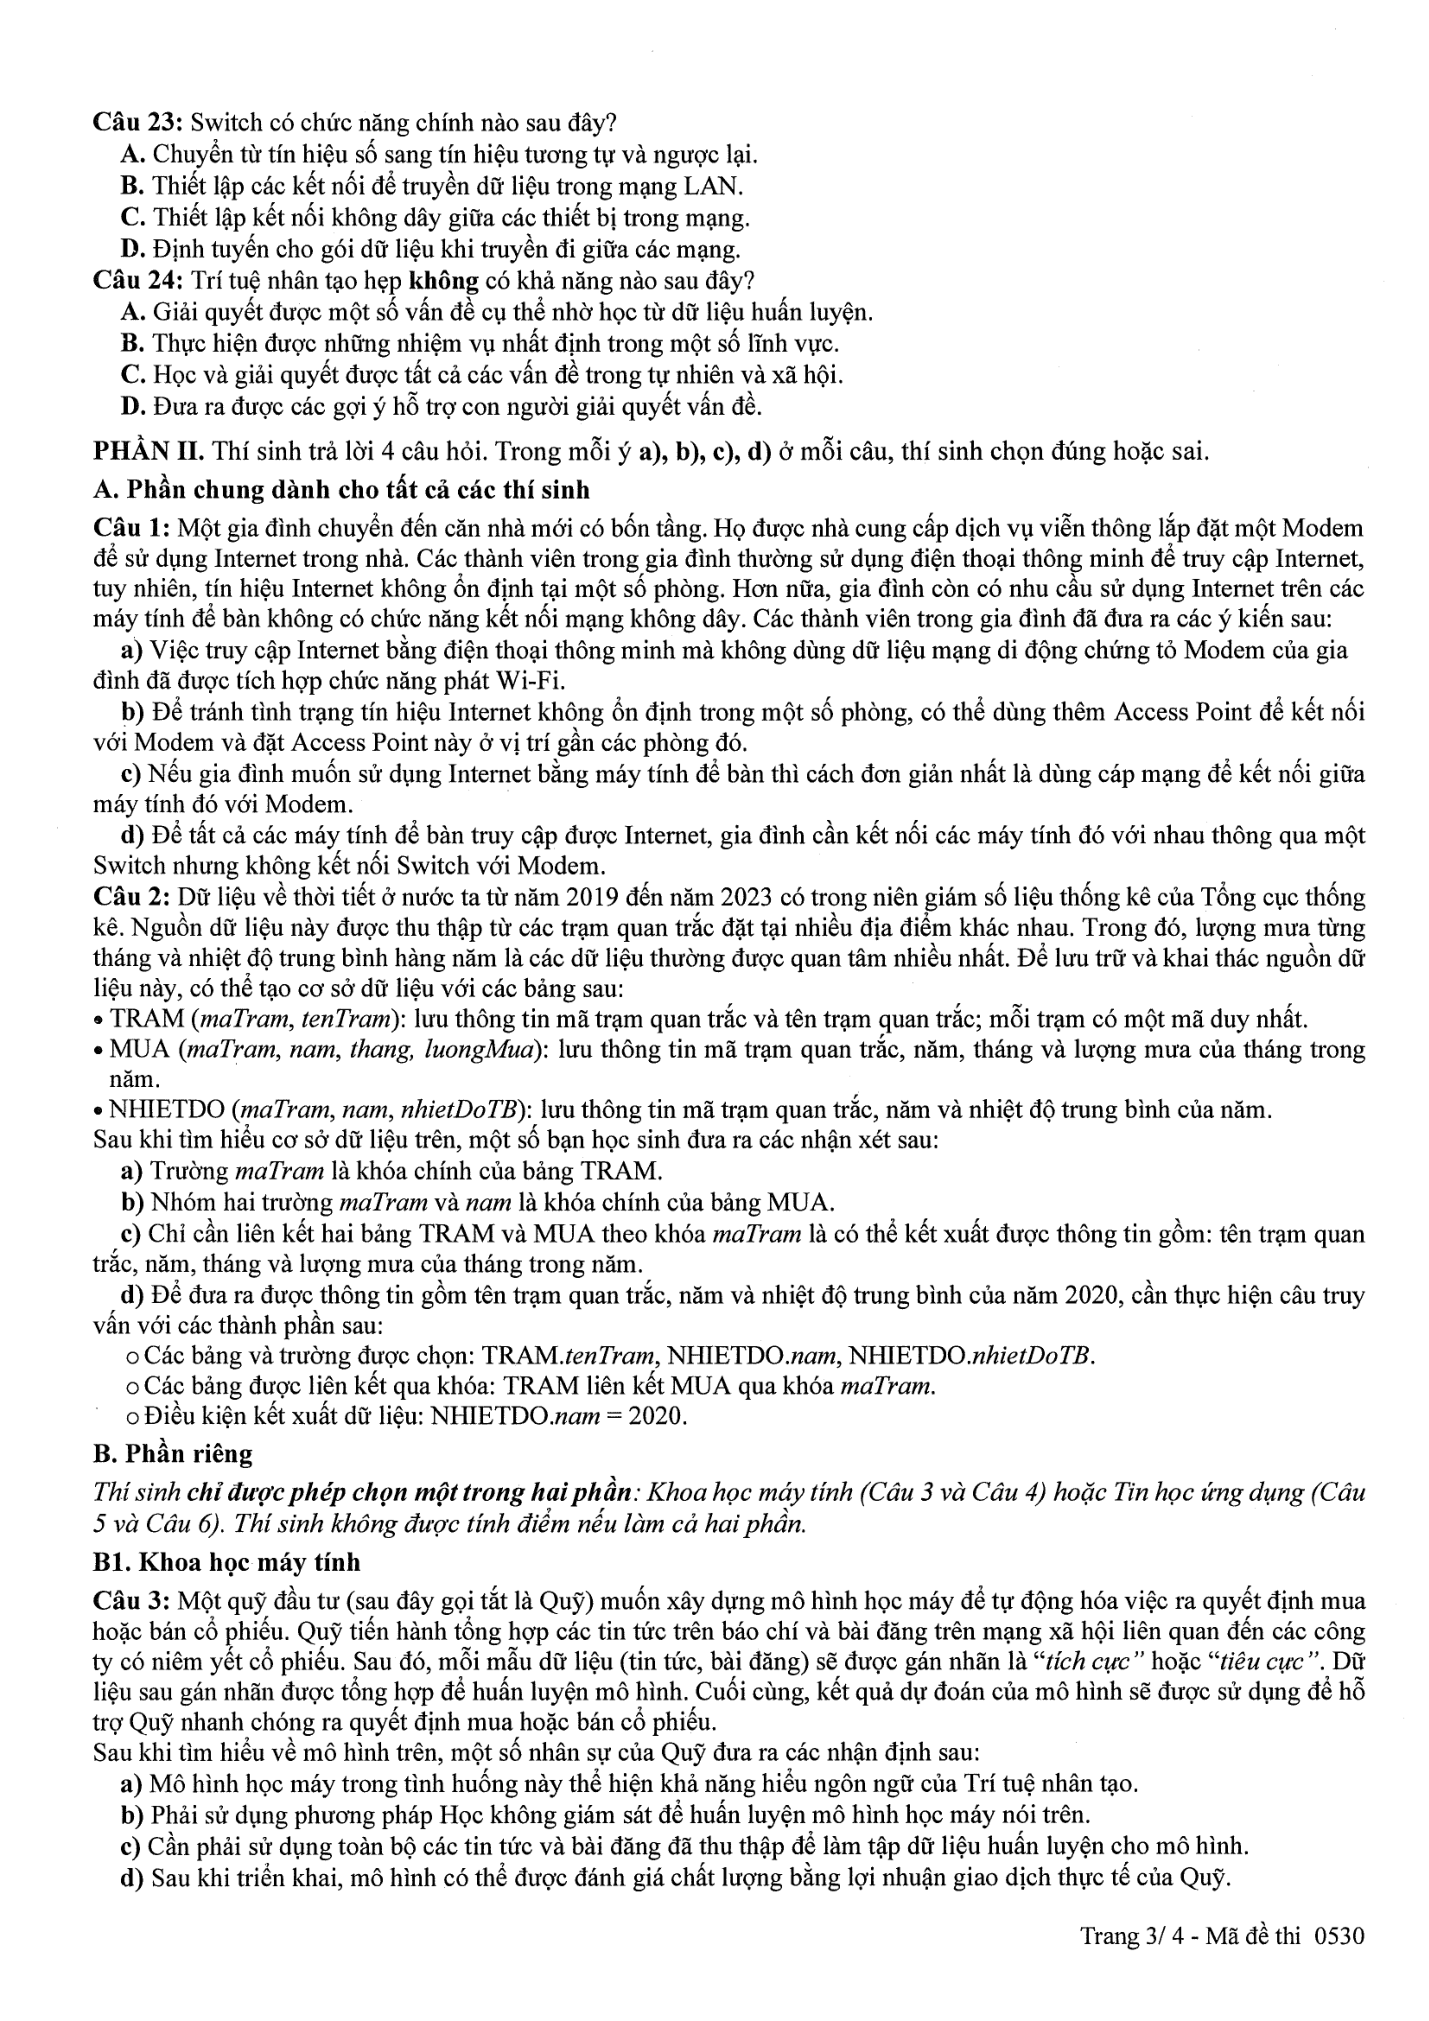 Câu 23: Switch có chức năng chính nào sau đây?
A. Chuyển từ tín hiệu số sang tín hiệu tương tự và ngược lại.
B. Thiết lập các kết nối để truyền dữ liệu trong mạng LAN.
C. Thiết lập kết nối không dây giữa các thiết bị trong mạng.
D. Định tuyến cho gói dữ liệu khi truyền đi giữa các mạng.
Câu 24: Trí tuệ nhân tạo hẹp không có khả năng nào sau đây?
A. Giải quyết được một số vấn đề cụ thể nhờ học từ dữ liệu huấn luyện.
B. Thực hiện được những nhiệm vụ nhất định trong một số lĩnh vực.
C. Học và giải quyết được tất cả các vấn đề trong tự nhiên và xã hội.
D. Đưa ra được các gợi ý hỗ trợ con người giải quyết vấn đề.
PHẦN II. Thí sinh trả lời 4 câu hỏi. Trong mỗi ý a), b), c), d) ở mỗi câu, thí sinh chọn đúng hoặc sai.
A. Phần chung dành cho tất cả các thí sinh
Câu 1: Một gia đình chuyển đến căn nhà mới có bốn tầng. Họ được nhà cung cấp dịch vụ viễn thông lắp đặt một Modem
để sử dụng Internet trong nhà. Các thành viên trong gia đình thường sử dụng điện thoại thông minh để truy cập Internet,
tuy nhiên, tín hiệu Internet không ổn định tại một số phòng. Hơn nữa, gia đình còn có nhu cầu sử dụng Internet trên các
máy tính để bàn không có chức năng kết nối mạng không dây. Các thành viên trong gia đình đã đưa ra các ý kiến sau:
a) Việc truy cập Internet bằng điện thoại thông minh mà không dùng dữ liệu mạng di động chứng tỏ Modem của gia
đình đã được tích hợp chức năng phát Wi-Fi.
b) Để tránh tình trạng tín hiệu Internet không ổn định trong một số phòng, có thể dùng thêm Access Point để kết nối
với Modem và đặt Access Point này ở vị trí gần các phòng đó.
c) Nếu gia đình muốn sử dụng Internet bằng máy tính để bàn thì cách đơn giản nhất là dùng cáp mạng để kết nối giữa
máy tính đó với Modem.
d) Để tất cả các máy tính để bàn truy cập được Internet, gia đình cần kết nối các máy tính đó với nhau thông qua một
Switch nhưng không kết nối Switch với Modem.
Câu 2: Dữ liệu về thời tiết ở nước ta từ năm 2019 đến năm 2023 có trong niên giám số liệu thống kê của Tổng cục thống
kê. Nguồn dữ liệu này được thu thập từ các trạm quan trắc đặt tại nhiều địa điểm khác nhau. Trong đó, lượng mưa từng
tháng và nhiệt độ trung bình hàng năm là các dữ liệu thường được quan tâm nhiều nhất. Để lưu trữ và khai thác nguồn dữ
liệu này, có thể tạo cơ sở dữ liệu với các bảng sau:
• TRAM (maTram, tenTram): lưu thông tin mã trạm quan trắc và tên trạm quan trắc; mỗi trạm có một mã duy nhất.
• MUA (maTram, nam, thang, luongMua): lưu thông tin mã trạm quan trắc, năm, tháng và lượng mưa của tháng trong
năm.
• NHIETDO (maTram, nam, nhietDoTB): lưu thông tin mã trạm quan trắc, năm và nhiệt độ trung bình của năm.
Sau khi tìm hiểu cơ sở dữ liệu trên, một số bạn học sinh đưa ra các nhận xét sau:
a) Trường maTram là khóa chính của bảng TRAM.
b) Nhóm hai trường maTram và nam là khóa chính của bảng MUA.
c) Chỉ cần liên kết hai bảng TRAM và MUA theo khóa maTram là có thể kết xuất được thông tin gồm: tên trạm quan
trắc, năm, tháng và lượng mưa của tháng trong năm.
d) Để đưa ra được thông tin gồm tên trạm quan trắc, năm và nhiệt độ trung bình của năm 2020, cần thực hiện câu truy
vấn với các thành phần sau:
o Các bảng và trường được chọn: TRAM.tenTram, NHIETDO.nam, NHIETDO.nhietDoTB.
o Các bảng được liên kết qua khóa: TRAM liên kết MUA qua khóa maTram.
o Điều kiện kết xuất dữ liệu: NHIETDO.nam = 2020.
B. Phần riêng
Thí sinh chỉ được phép chọn một trong hai phần: Khoa học máy tính (Câu 3 và Câu 4) hoặc Tin học ứng dụng (Câu
5 và Câu 6). Thí sinh không được tính điểm nếu làm cả hai phần.
B1. Khoa học máy tính
Câu 3: Một quỹ đầu tư (sau đây gọi tắt là Quỹ) muốn xây dựng mô hình học máy để tự động hóa việc ra quyết định mua
hoặc bán cổ phiếu. Quỹ tiến hành tổng hợp các tin tức trên báo chí và bài đăng trên mạng xã hội liên quan đến các công
ty có niêm yết cổ phiếu. Sau đó, mỗi mẫu dữ liệu (tin tức, bài đăng) sẽ được gán nhãn là “tích cực” hoặc “tiêu cực”. Dữ
liệu sau gán nhãn được tổng hợp để huấn luyện mô hình. Cuối cùng, kết quả dự đoán của mô hình sẽ được sử dụng để hỗ
trợ Quỹ nhanh chóng ra quyết định mua hoặc bán cổ phiếu.
Sau khi tìm hiểu về mô hình trên, một số nhân sự của Quỹ đưa ra các nhận định sau:
a) Mô hình học máy trong tình huống này thể hiện khả năng hiểu ngôn ngữ của Trí tuệ nhân tạo.
b) Phải sử dụng phương pháp Học không giám sát để huấn luyện mô hình học máy nói trên.
c) Cần phải sử dụng toàn bộ các tin tức và bài đăng đã thu thập để làm tập dữ liệu huấn luyện cho mô hình.
d) Sau khi triển khai, mô hình có thể được đánh giá chất lượng bằng lợi nhuận giao dịch thực tế của Quỹ.
Trang 3/ 4 - Mã đề thi 0530